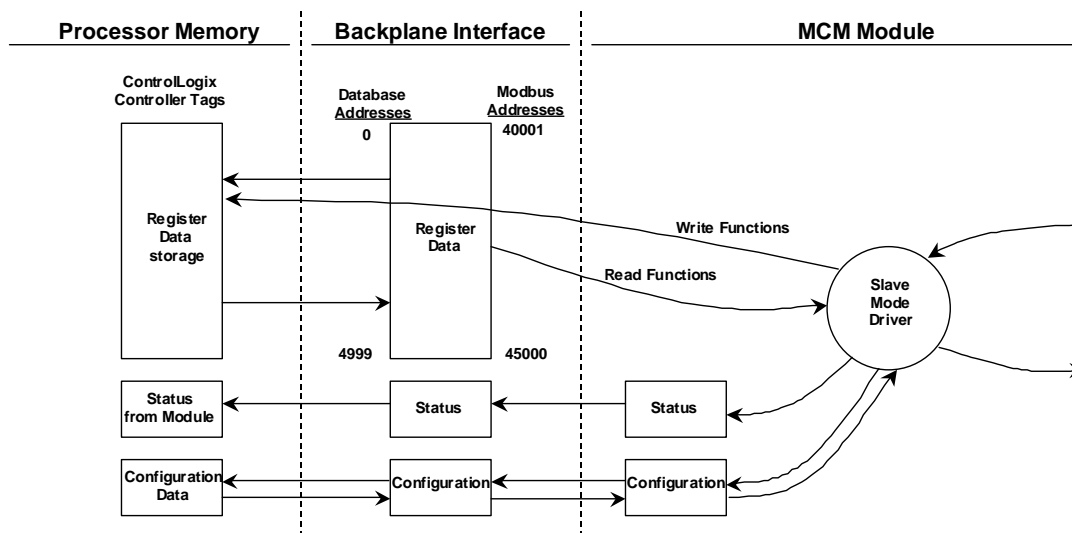 Processor Memory
Backplane Interface
MCM Module
ControlLogix
Controller Tags
Database
Addresses
0
Modbus
Addresses
40001
Register
Data
storage
Register
Data
Write Functions
Read Functions
Slave
Mode
Driver
4999
45000
Status
from Module
Status
Status
Configuration
Data
Configuration
Configuration